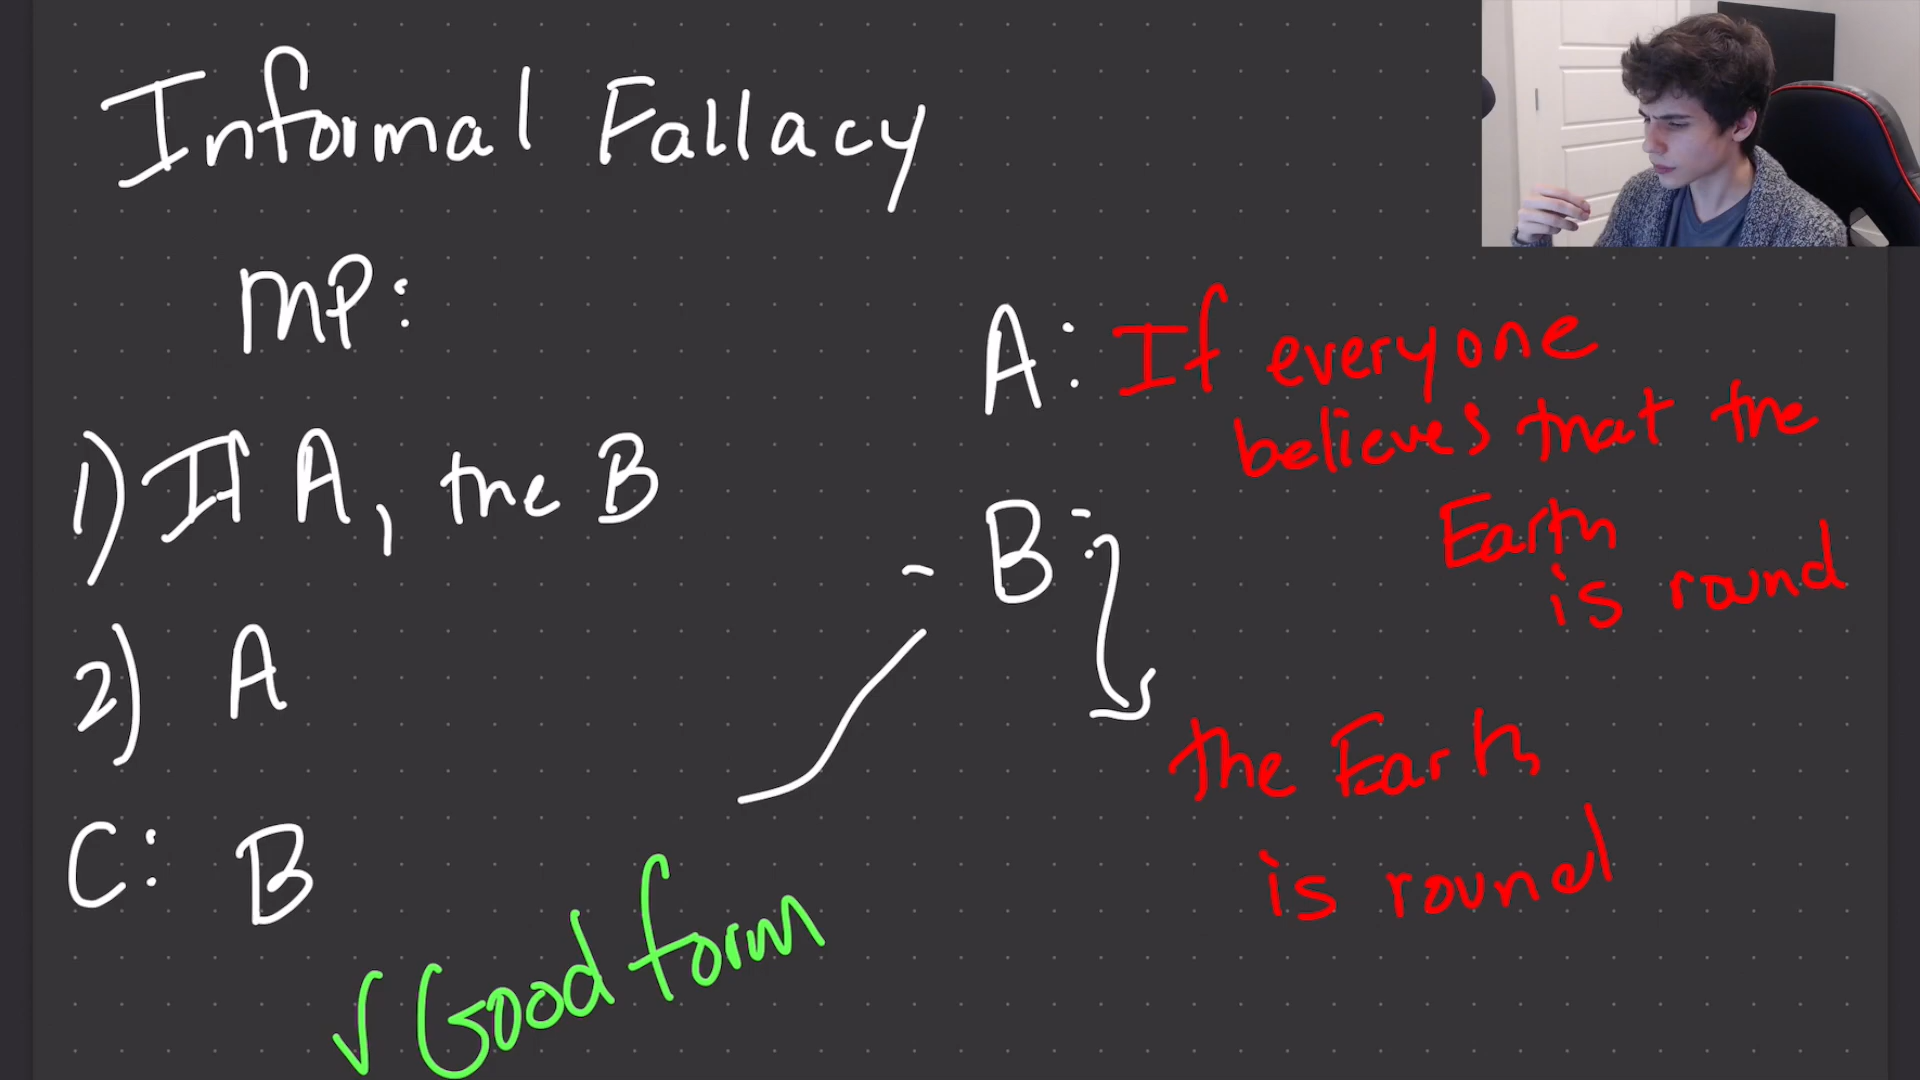 Informal Fallacy
MP:
1) If A, the B
2) A
C: B
✓ Good form
A: If everyone
believes that the
Earth
is round
B:
the Earth
is round